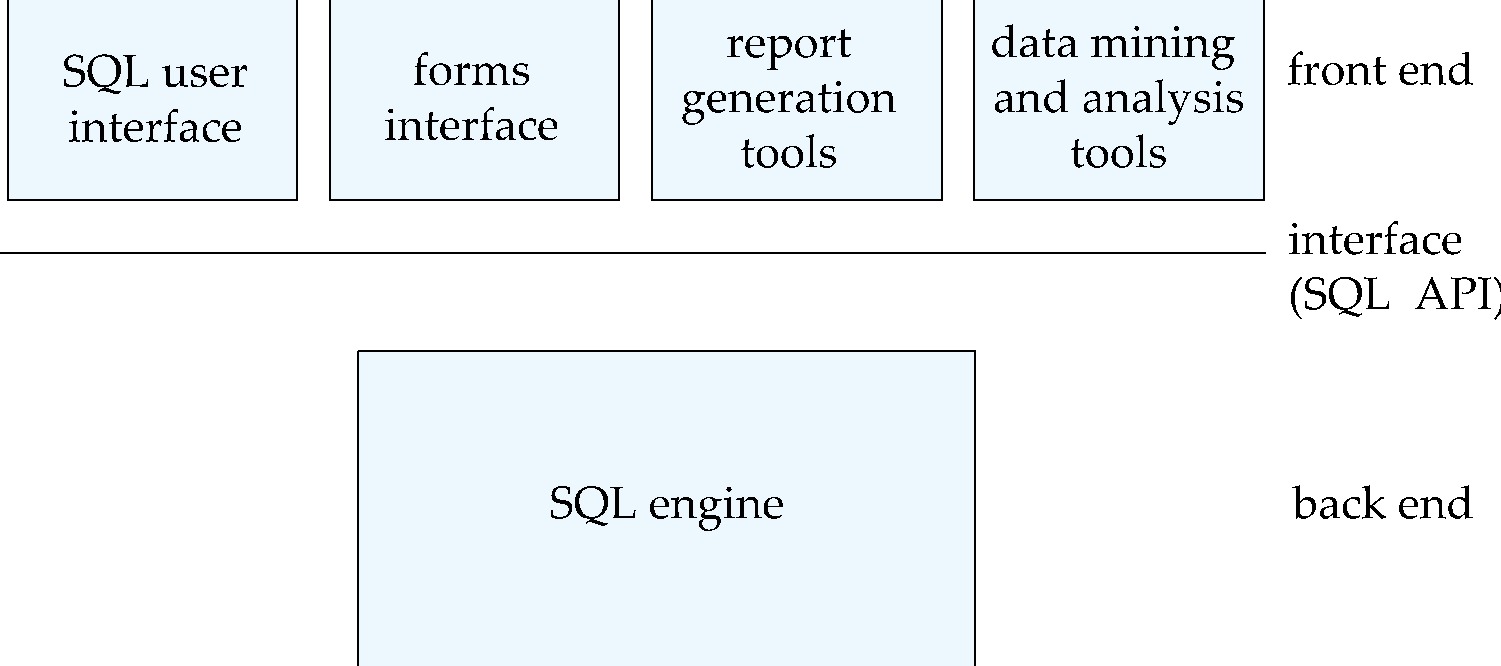 SQL user
interface
forms
interface
report
generation
tools
data mining
and analysis
tools
front end
interface
(SQL API)
SQL engine
back end